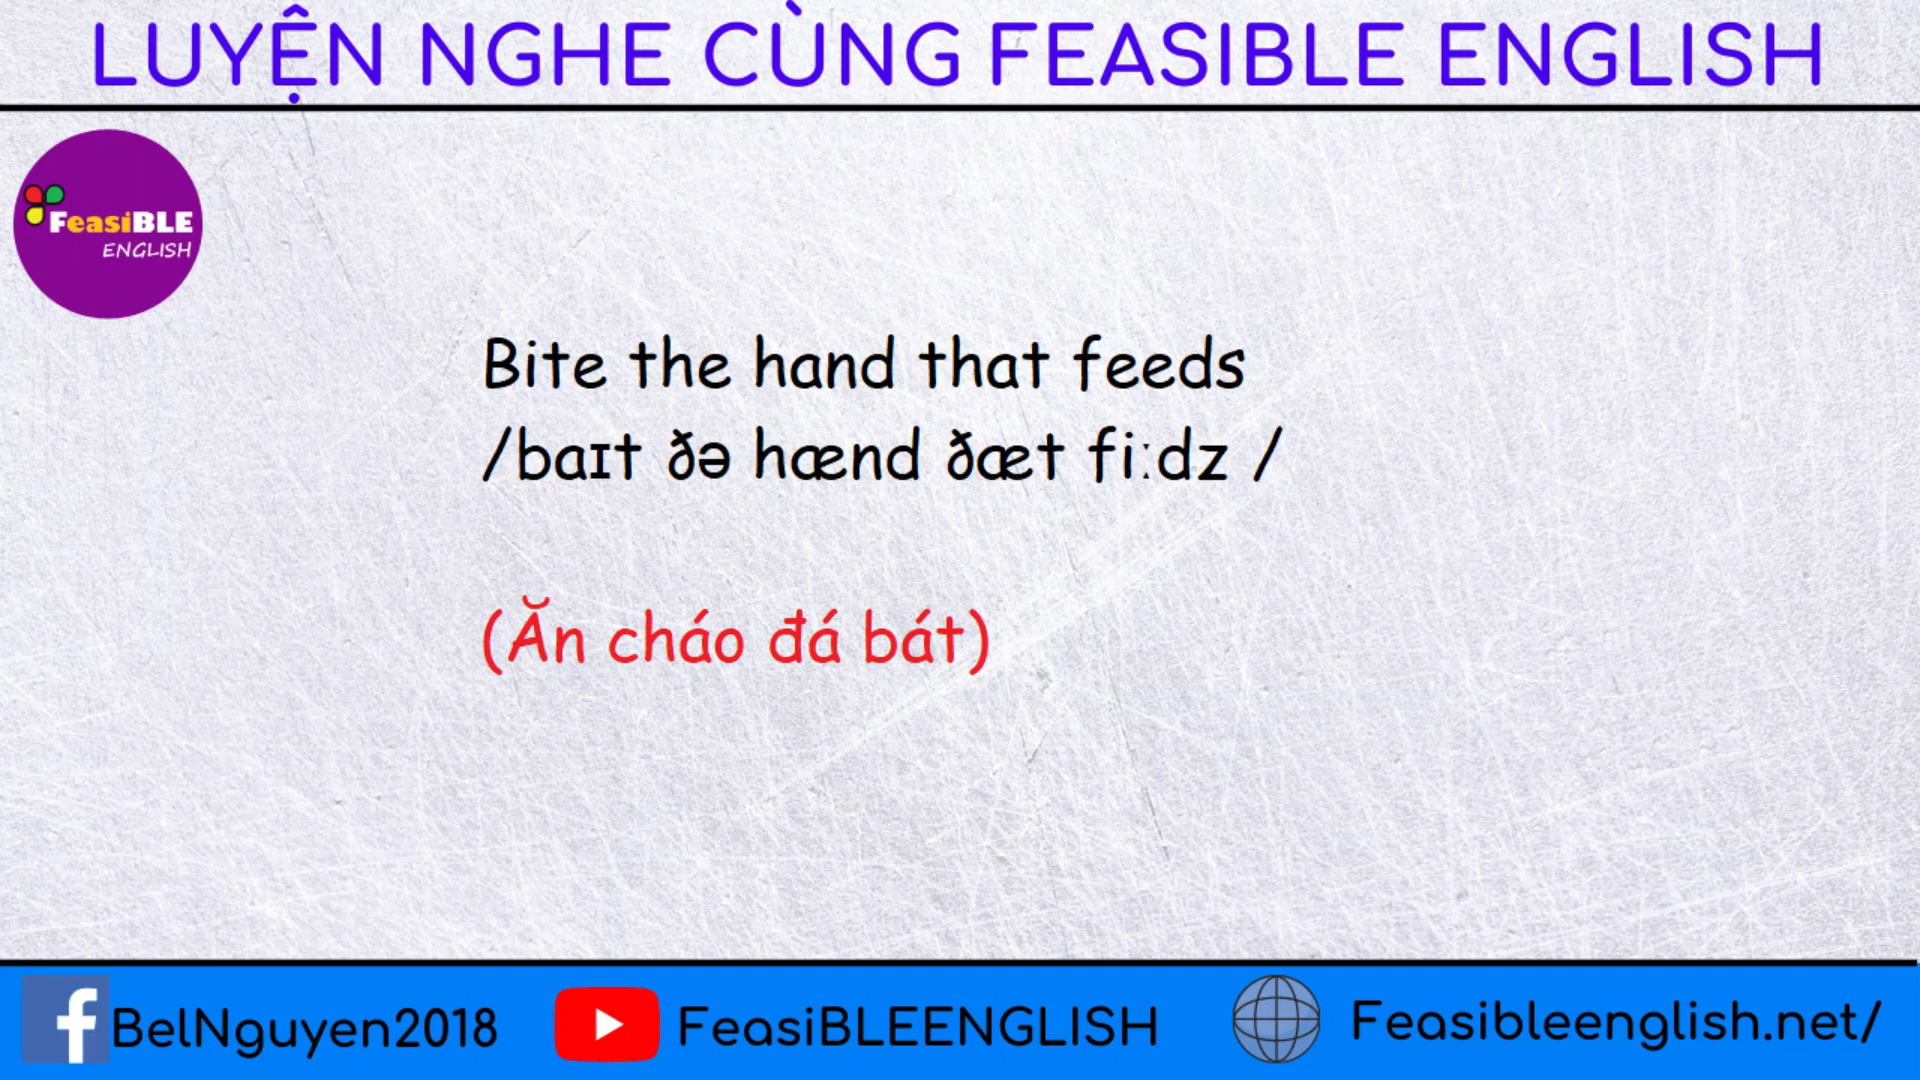 LUYỆN NGHE CÙNG FEASIBLE ENGLISH
FeasiBLE
ENGLISH
Bite the hand that feeds
/baɪt ðə hænd ðæt fiːdz /
(Ăn cháo đá bát)
BelNguyen2018
FeasiBLEENGLISH
Feasibleenglish.net/